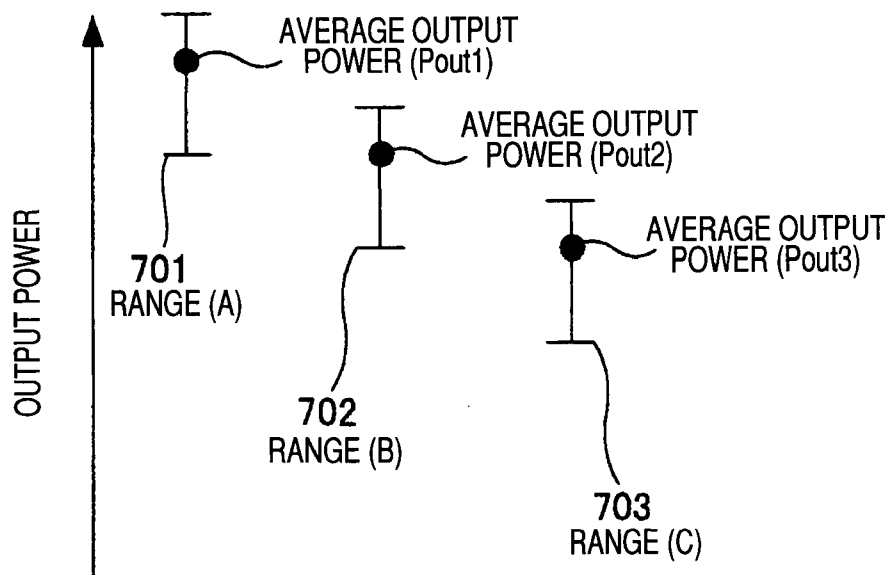 AVERAGE OUTPUT
POWER (Pout1)
AVERAGE OUTPUT
POWER (Pout2)
AVERAGE OUTPUT
POWER (Pout3)
OUTPUT POWER
701
RANGE (A)
702
RANGE (B)
703
RANGE (C)